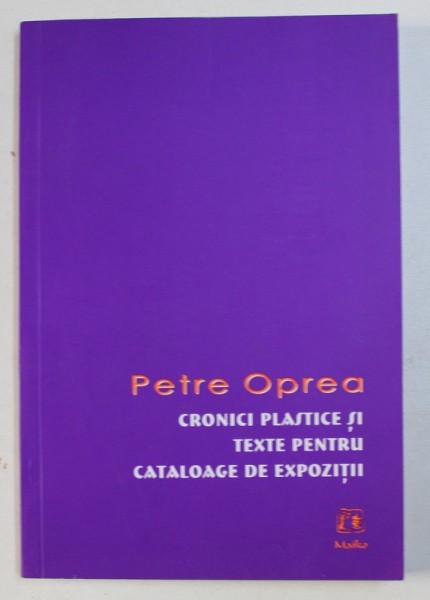 Petre Oprea
CRONICI PLASTICE ȘI
TEXTE PENTRU
CATALOAGE DE EXPOZIȚII
Maiko